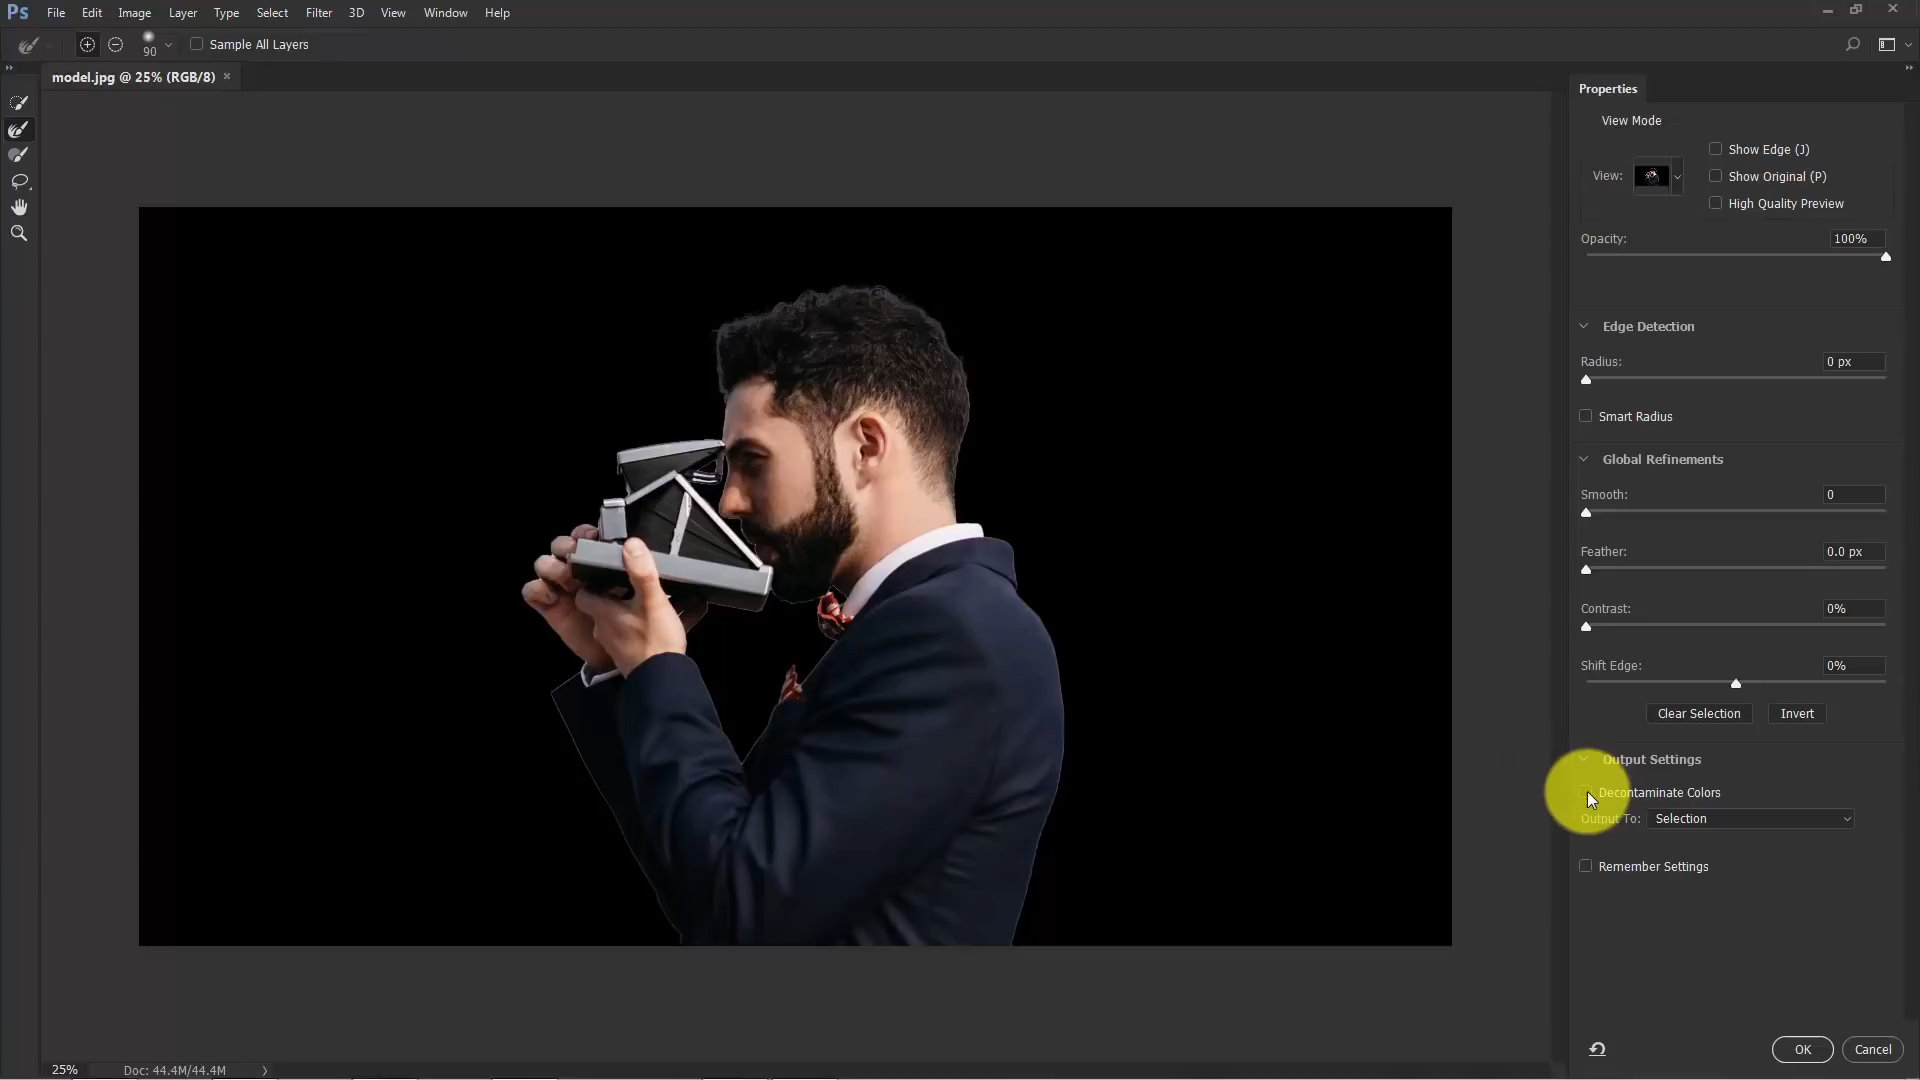 Ps File Edit Image Layer Type Select Filter 3D View Window Help
90 Sample All Layers
model.jpg @ 25% (RGB/8) ×
Properties
View Mode
Show Edge (J)
View:
Show Original (P)
High Quality Preview
Opacity: 100%
Edge Detection
Radius: 0 px
Smart Radius
Global Refinements
Smooth: 0
Feather: 0.0 px
Contrast: 0%
Shift Edge: 0%
Clear Selection Invert
Output Settings
Decontaminate Colors
Output To: Selection
Remember Settings
OK Cancel
25% Doc: 44.4M/44.4M